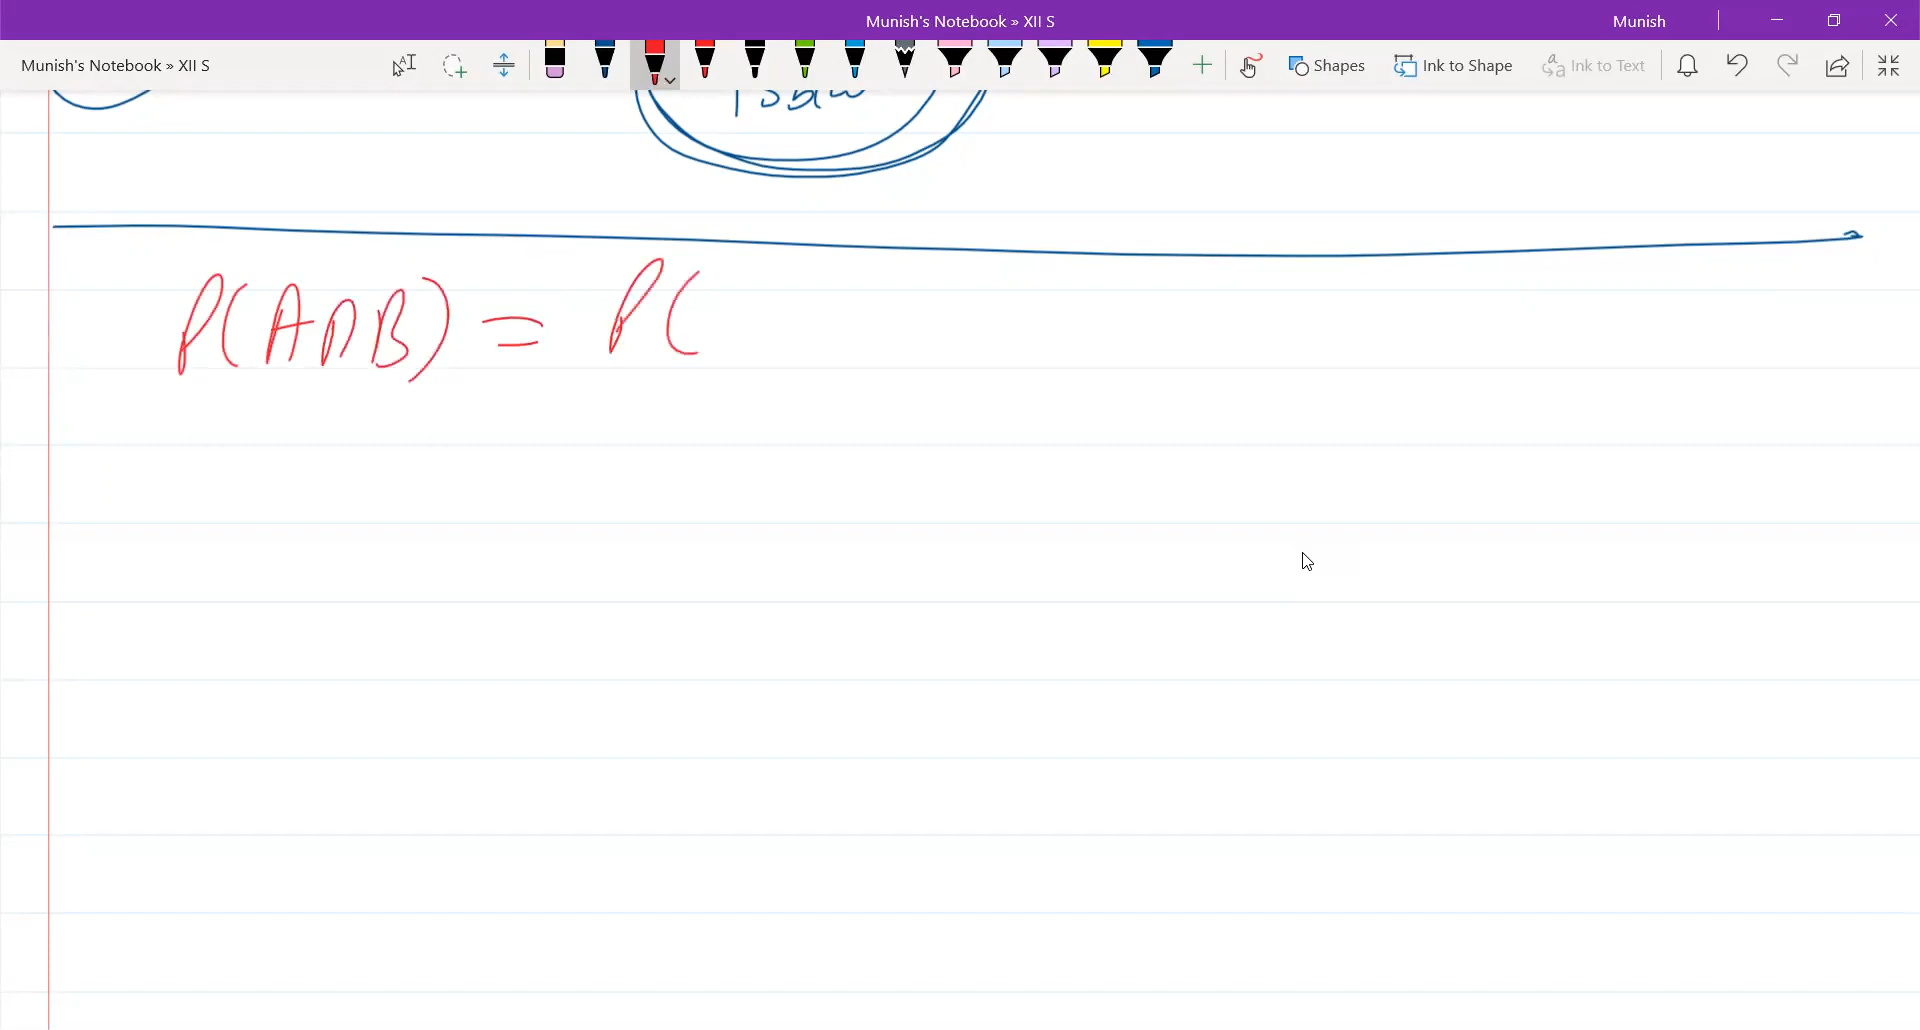 Munish's Notebook » XII S
Munish
Munish's Notebook » XII S
Shapes
Ink to Shape
Ink to Text
P(A∩B) = P(